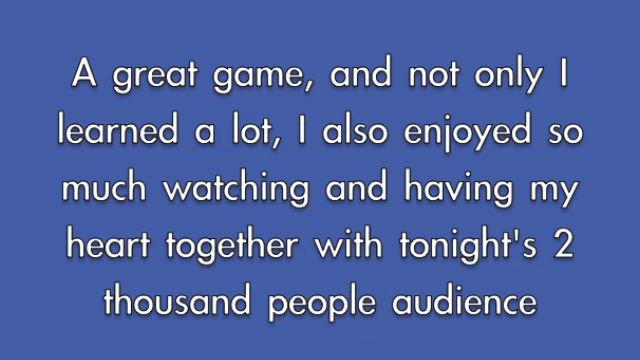 A great game, and not only I
learned a lot, I also enjoyed so
much watching and having my
heart together with tonight's 2
thousand people audience